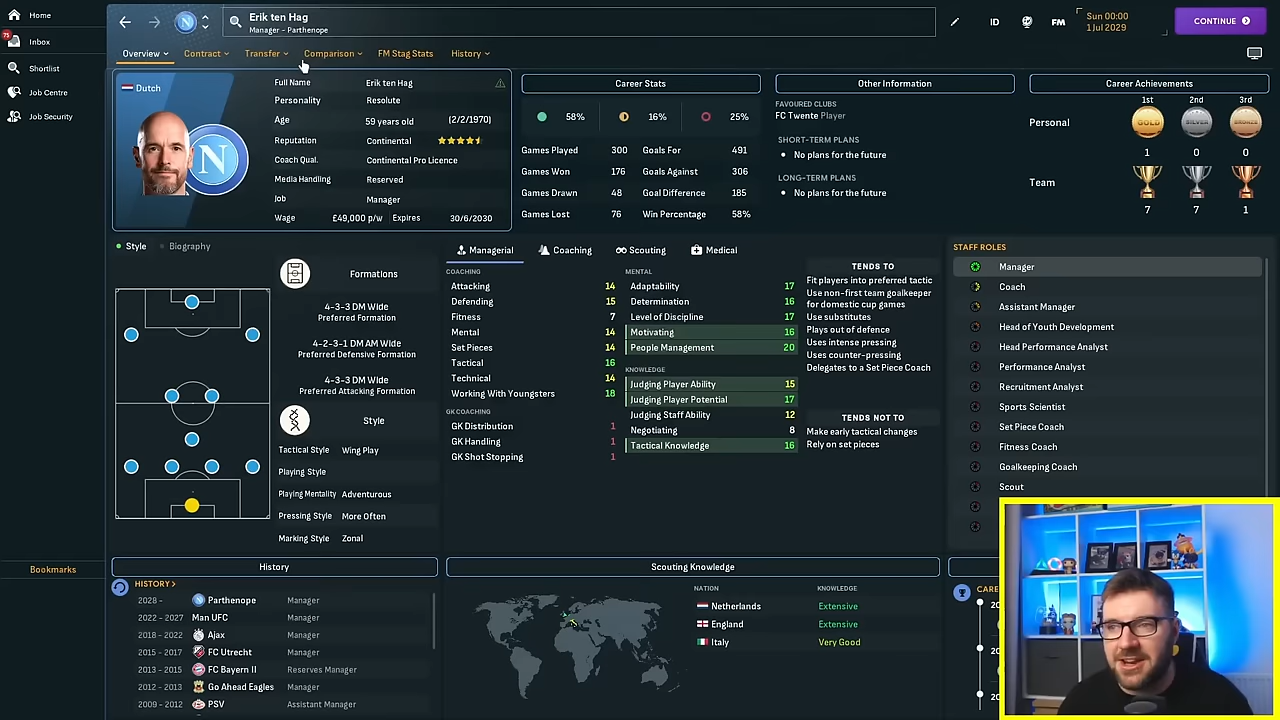 Home
75
Inbox
Shortlist
Job Centre
Job Security
Bookmarks
Erik ten Hag
Manager - Parthenope
ID
FM
Sun 00:00
1 Jul 2029
CONTINUE
Overview
Contract
Transfer
Comparison
FM Stag Stats
History
Dutch
Full Name Erik ten Hag
Personality Resolute
Age 59 years old (2/2/1970)
Reputation Continental
Coach Qual. Continental Pro Licence
Media Handling Reserved
Job Manager
Wage £49,000 p/w Expires 30/6/2030
Career Stats
58% 16% 25%
Games Played 300 Goals For 491
Games Won 176 Goals Against 306
Games Drawn 48 Goal Difference 185
Games Lost 76 Win Percentage 58%
Other Information
FAVOURED CLUBS
FC Twente Player
SHORT-TERM PLANS
No plans for the future
LONG-TERM PLANS
No plans for the future
Career Achievements
1st 2nd 3rd
Personal GOLD SILVER BRONZE
1 0 0
Team
7 7 1
Style
Biography
Formations
4-3-3 DM Wide
Preferred Formation
4-2-3-1 DM AM Wide
Preferred Defensive Formation
4-3-3 DM Wide
Preferred Attacking Formation
Style
Tactical Style Wing Play
Playing Style
Playing Mentality Adventurous
Pressing Style More Often
Marking Style Zonal
Managerial
Coaching
Scouting
Medical
COACHING
Attacking 14
Defending 15
Fitness 7
Mental 14
Set Pieces 14
Tactical 16
Technical 14
Working With Youngsters 18
GK COACHING
GK Distribution 1
GK Handling 1
GK Shot Stopping 1
MENTAL
Adaptability 17
Determination 16
Level of Discipline 17
Motivating 16
People Management 20
KNOWLEDGE
Judging Player Ability 15
Judging Player Potential 17
Judging Staff Ability 12
Negotiating 8
Tactical Knowledge 16
TENDS TO
Fit players into preferred tactic
Use non-first team goalkeeper
for domestic cup games
Use substitutes
Plays out of defence
Uses intense pressing
Uses counter-pressing
Delegates to a Set Piece Coach
TENDS NOT TO
Make early tactical changes
Rely on set pieces
STAFF ROLES
Manager
Coach
Assistant Manager
Head of Youth Development
Head Performance Analyst
Performance Analyst
Recruitment Analyst
Sports Scientist
Set Piece Coach
Fitness Coach
Goalkeeping Coach
Scout
History
HISTORY >
2028 - Parthenope Manager
2022 - 2027 Man UFC Manager
2018 - 2022 Ajax Manager
2015 - 2017 FC Utrecht Manager
2013 - 2015 FC Bayern II Reserves Manager
2012 - 2013 Go Ahead Eagles Manager
2009 - 2012 PSV Assistant Manager
Scouting Knowledge
NATION KNOWLEDGE
Netherlands Extensive
England Extensive
Italy Very Good